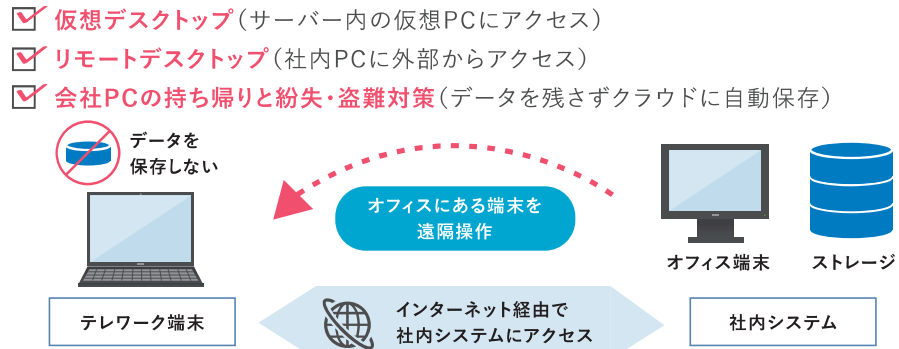 仮想デスクトップ(サーバー内の仮想PCにアクセス)
リモートデスクトップ(社内PCに外部からアクセス)
会社PCの持ち帰りと紛失・盗難対策(データを残さずクラウドに自動保存)
データを
保存しない
オフィスにある端末を
遠隔操作
オフィス端末
ストレージ
テレワーク端末
インターネット経由で
社内システムにアクセス
社内システム